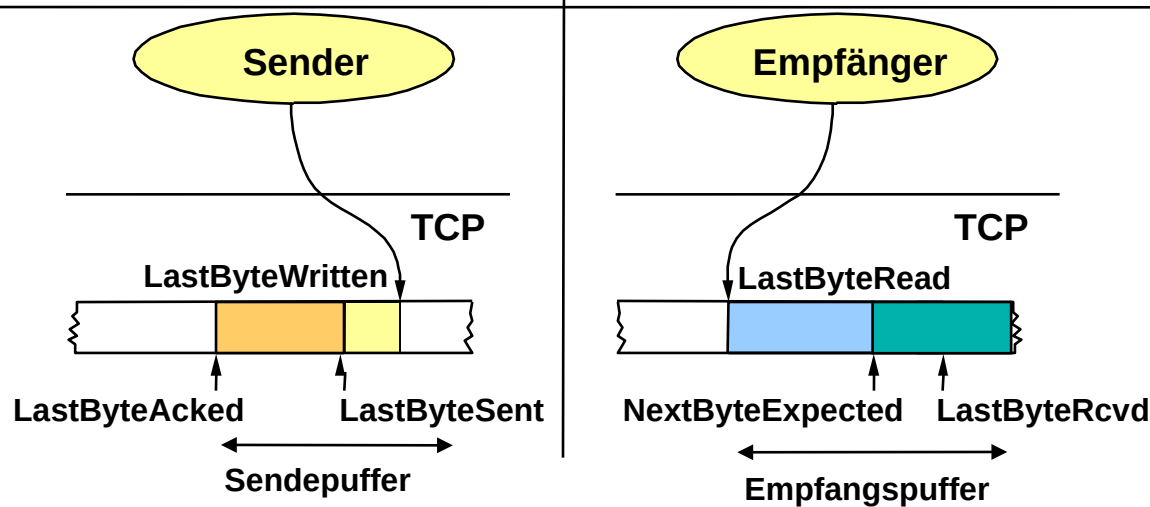 Sender
Empfänger
TCP
TCP
LastByteWritten
LastByteRead
LastByteAcked
LastByteSent
NextByteExpected
LastByteRcvd
Sendepuffer
Empfangspuffer